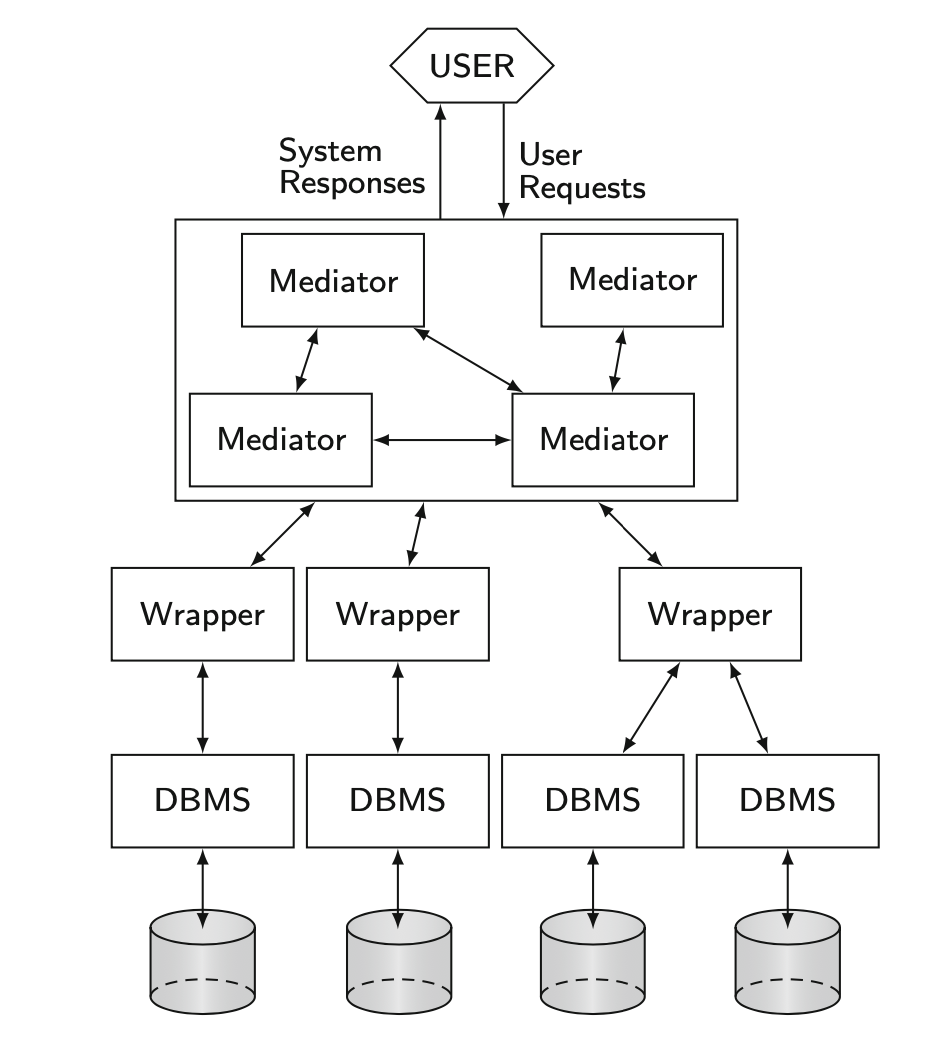 USER
System
Responses
User
Requests
Mediator
Mediator
Mediator
Mediator
Wrapper
Wrapper
Wrapper
DBMS
DBMS
DBMS
DBMS